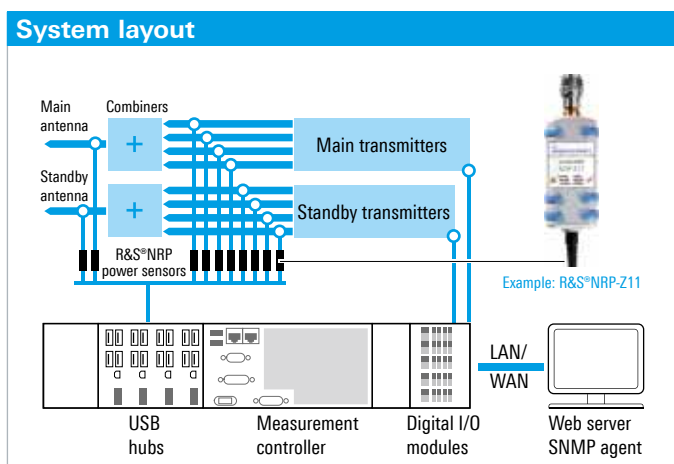 System layout
Main
antenna
Combiners
+
Main transmitters
Standby
antenna
+
Standby transmitters
R&S®NRP
power sensors
Example: R&S®NRP-Z11
LAN/
WAN
USB
hubs
Measurement
controller
Digital I/O
modules
Web server
SNMP agent